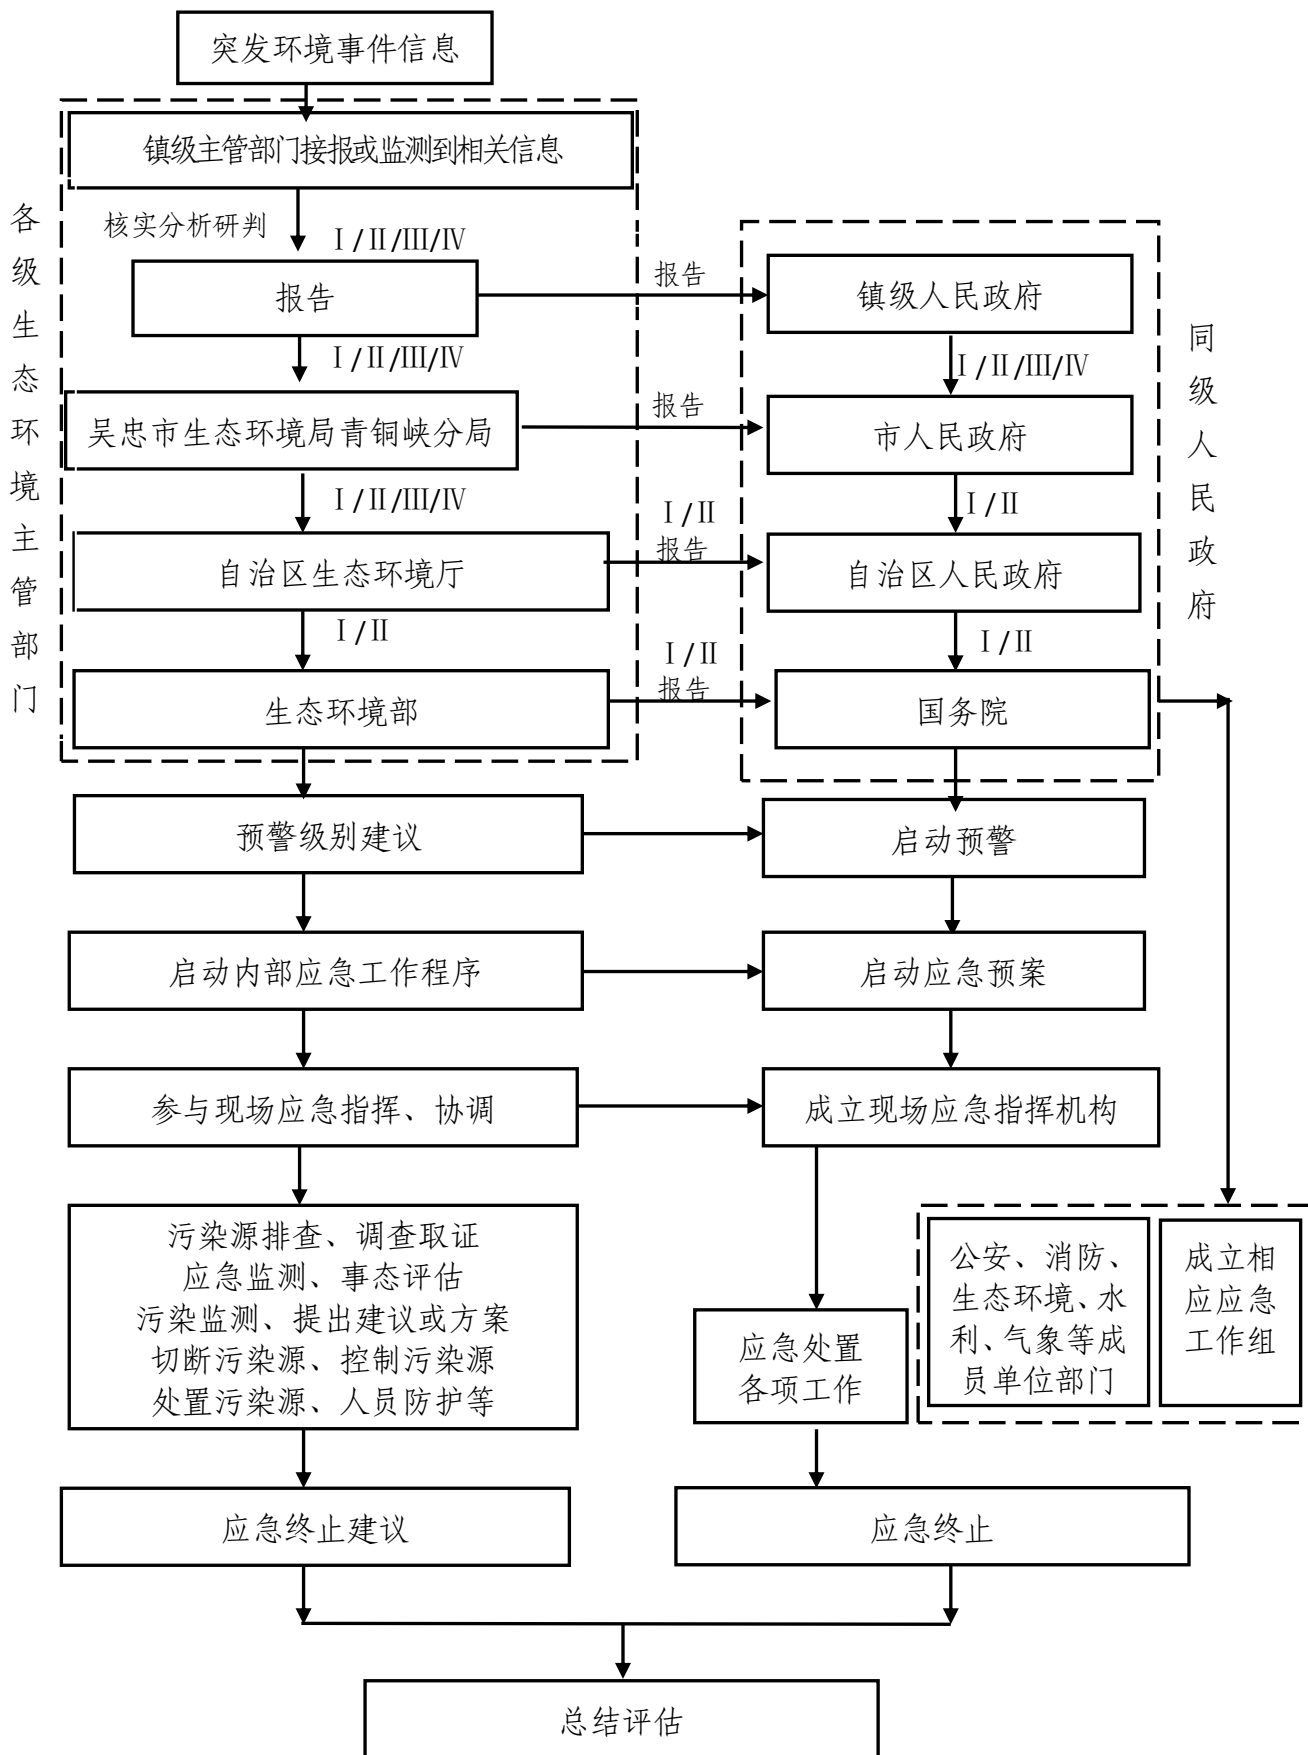 突发环境事件信息
镇级主管部门接报或监测到相关信息
各级生态环境主管部门
核实分析研判
Ⅰ/Ⅱ/Ⅲ/Ⅳ
报告
报告
镇级人民政府
同级人民政府
Ⅰ/Ⅱ/Ⅲ/Ⅳ
Ⅰ/Ⅱ/Ⅲ/Ⅳ
吴忠市生态环境局青铜峡分局
报告
市人民政府
Ⅰ/Ⅱ/Ⅲ/Ⅳ
Ⅰ/Ⅱ
报告
Ⅰ/Ⅱ
自治区生态环境厅
自治区人民政府
Ⅰ/Ⅱ
Ⅰ/Ⅱ
报告
Ⅰ/Ⅱ
生态环境部
国务院
预警级别建议
启动预警
启动内部应急工作程序
启动应急预案
参与现场应急指挥、协调
成立现场应急指挥机构
污染源排查、调查取证
应急监测、事态评估
污染监测、提出建议或方案
切断污染源、控制污染源
处置污染源、人员防护等
应急处置
各项工作
公安、消防、
生态环境、水
利、气象等成
员单位部门
成立相
应应急
工作组
应急终止建议
应急终止
总结评估